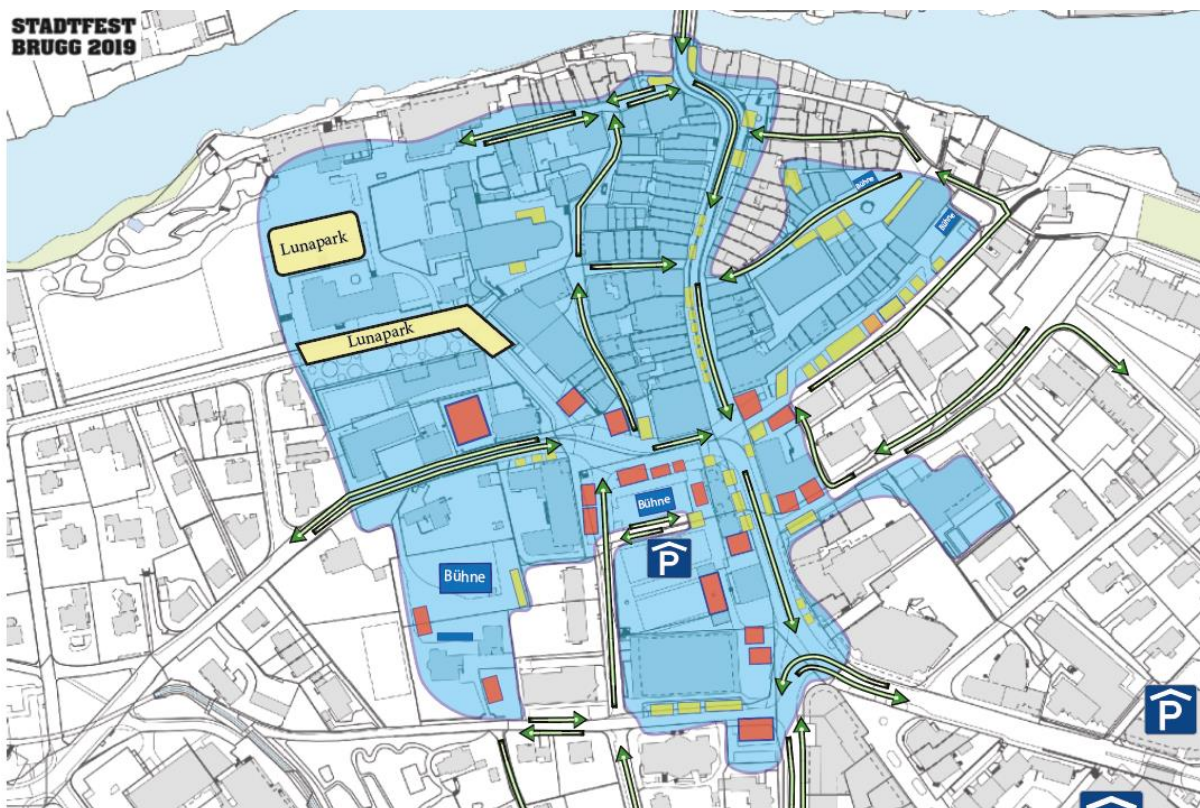 STADTFEST
BRUGG 2019
Bühne
Bühne
Lunapark
Lunapark
Bühne
P
Bühne
P
P